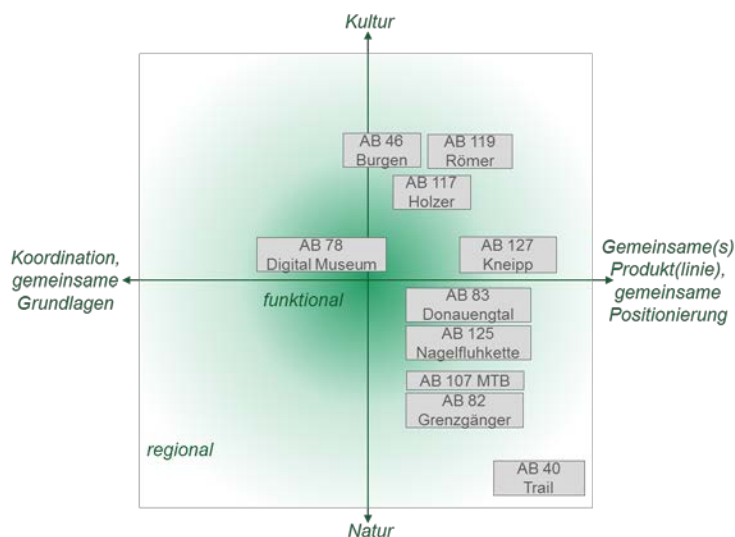 Kultur
AB 46
Burgen
AB 119
Römer
AB 117
Holzer
AB 78
Digital Museum
AB 127
Kneipp
Koordination,
gemeinsame
Grundlagen
Gemeinsame(s)
Produkt(linie),
gemeinsame
Positionierung
funktional
AB 83
Donauengtal
AB 125
Nagelfluhkette
AB 107 MTB
AB 82
Grenzgänger
regional
AB 40
Trail
Natur